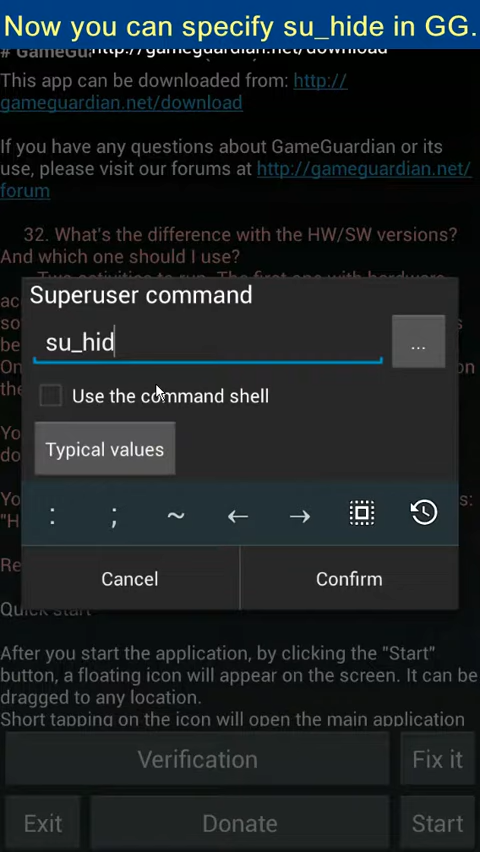 Now you can specify su_hide in GG.
# GameGu
http://gameguardian.net/download
This app can be downloaded from: http://
gameguardian.net/download
If you have any questions about GameGuardian or its
use, please visit our forums at http://gameguardian.net/
forum
32. What's the difference with the HW/SW versions?
And which one should I use?
Superuser command
su_hid
...
Use the command shell
Typical values
: ; ~ ← →
Cancel Confirm
Quick start
After you start the application, by clicking the "Start"
button, a floating icon will appear on the screen. It can be
dragged to any location.
Short tapping on the icon will open the main application
Verification Fix it
Exit Donate Start